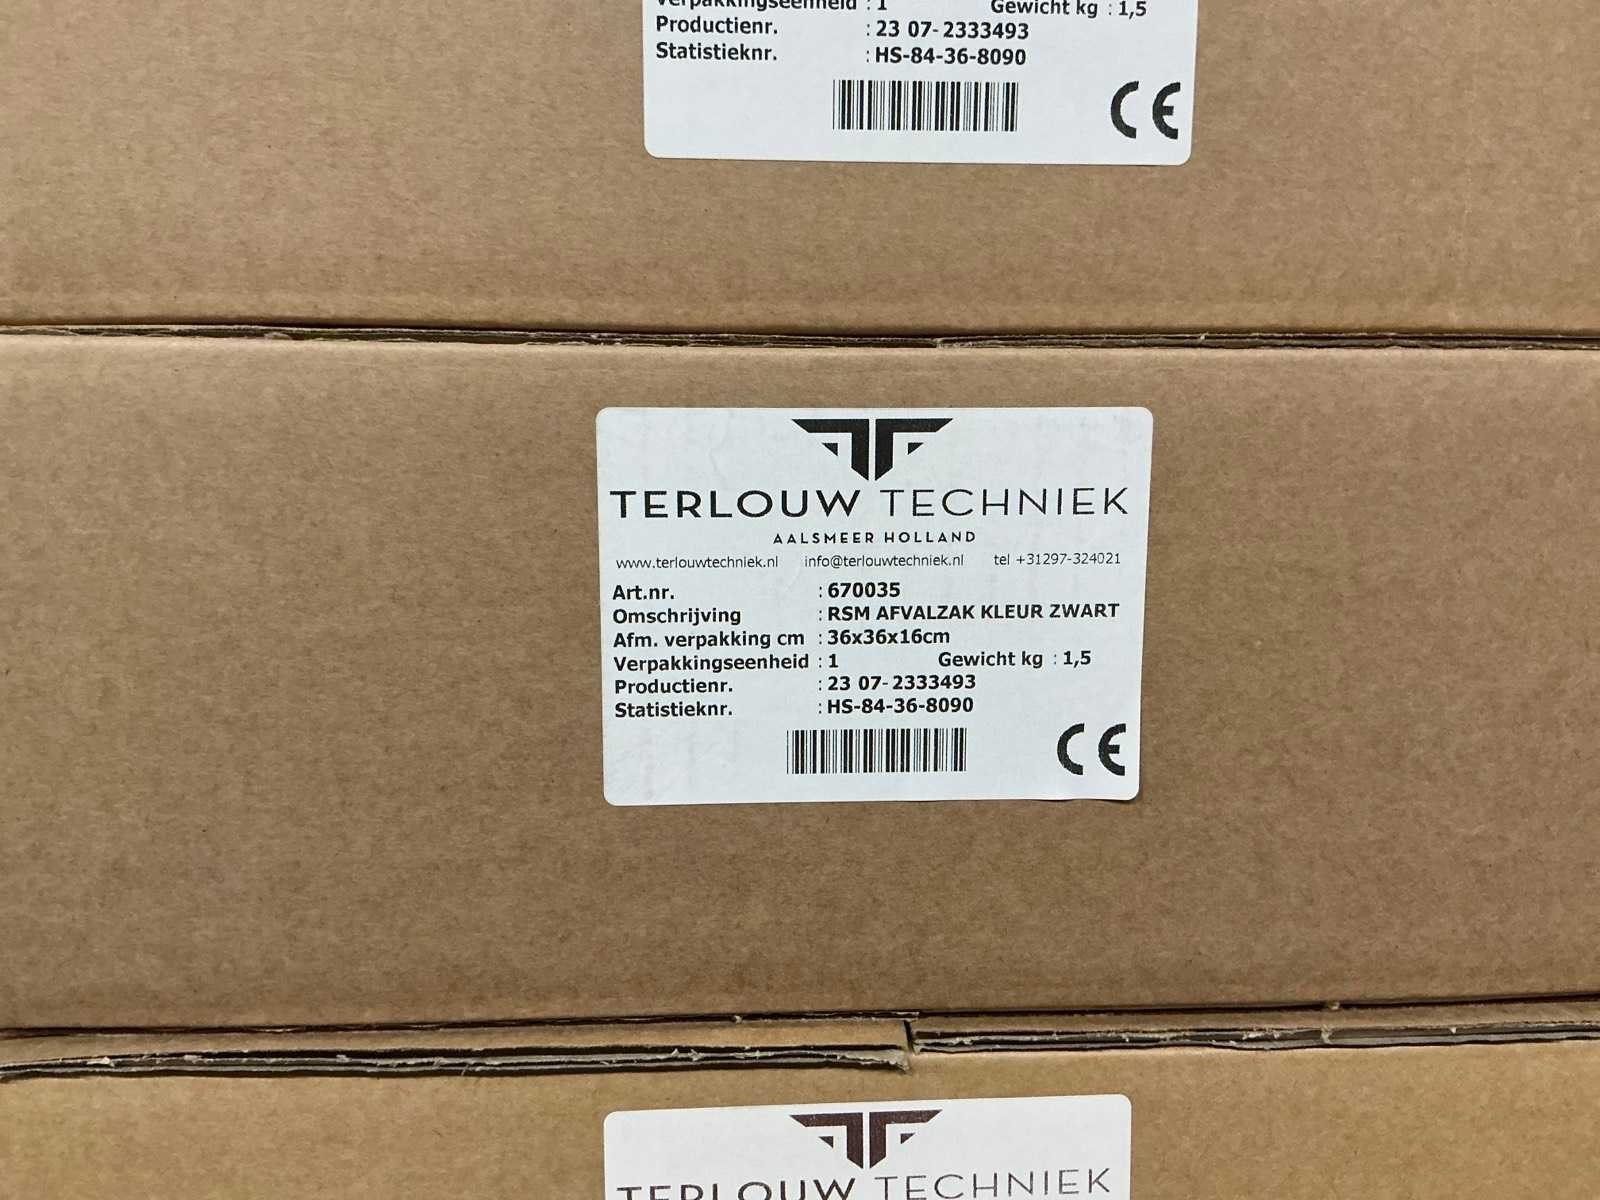 Verpakkingseenheid : 1 Gewicht kg : 1,5
Productienr. : 23 07-2333493
Statistieknr. : HS-84-36-8090
CE
TERLOUW TECHNIEK
AALSMEER HOLLAND
www.terlouwtechniek.nl info@terlouwtechniek.nl tel +31297-324021
Art.nr. : 670035
Omschrijving : RSM AFVALZAK KLEUR ZWART
Afm. verpakking cm : 36x36x16cm
Verpakkingseenheid : 1 Gewicht kg : 1,5
Productienr. : 23 07-2333493
Statistieknr. : HS-84-36-8090
CE
TERLOUW TECHNIEK